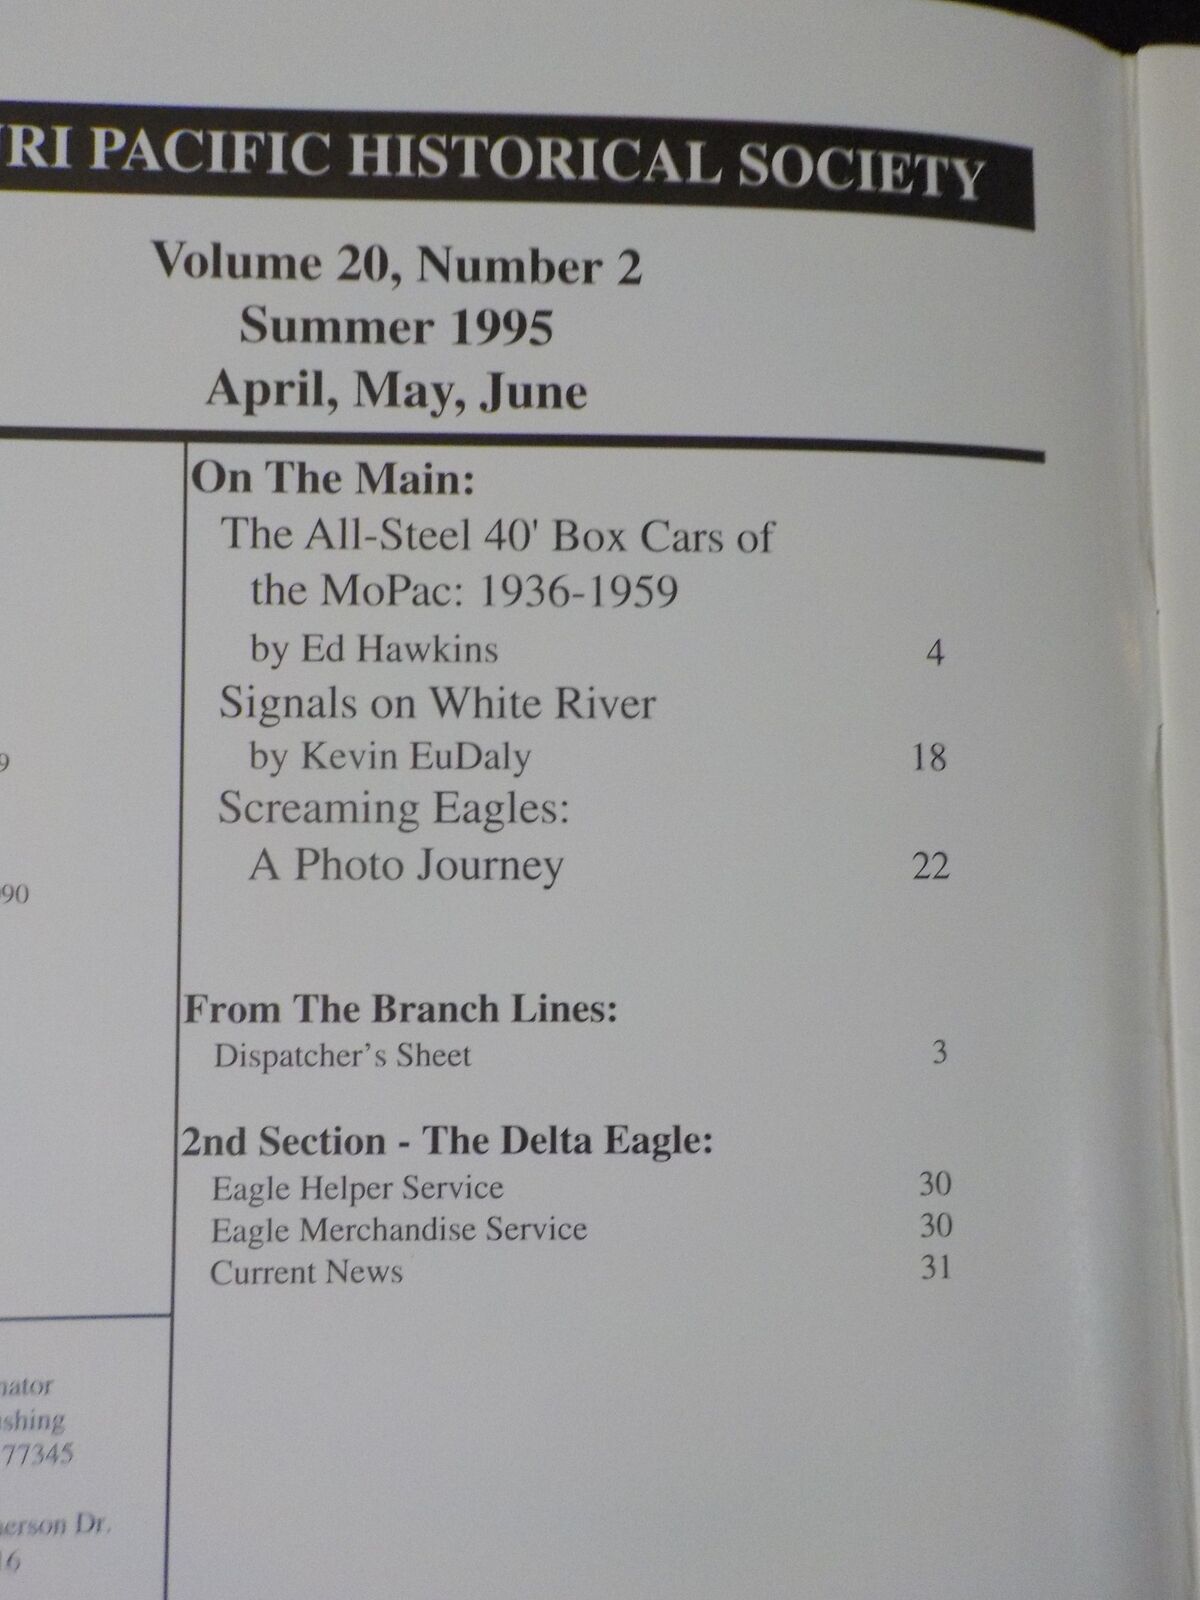 PACIFIC HISTORICAL SOCIETY
Volume 20, Number 2
Summer 1995
April, May, June
On The Main:
The All-Steel 40' Box Cars of
the MoPac: 1936-1959
by Ed Hawkins 4
Signals on White River
by Kevin EuDaly 18
Screaming Eagles:
A Photo Journey 22
From The Branch Lines:
Dispatcher's Sheet 3
2nd Section - The Delta Eagle:
Eagle Helper Service 30
Eagle Merchandise Service 30
Current News 31
77345
Dr.